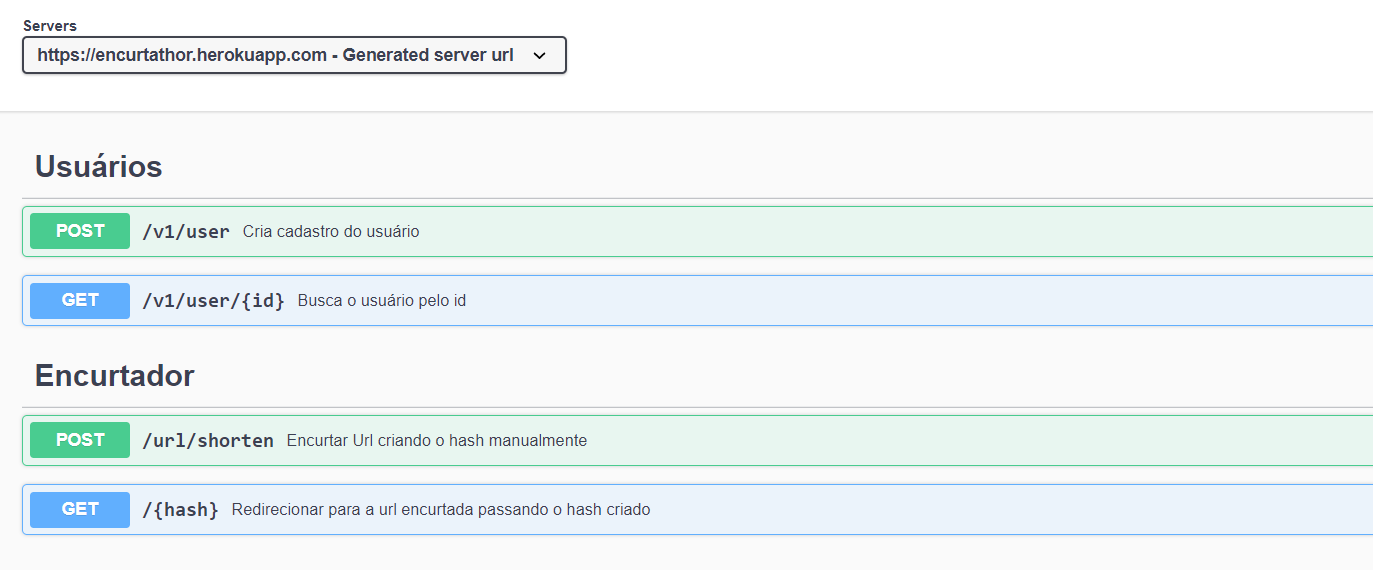 Servers
https://encurtathor.herokuapp.com - Generated server url
Usuários
POST /v1/user Cria cadastro do usuário
GET /v1/user/{id} Busca o usuário pelo id
Encurtador
POST /url/shorten Encurtar Url criando o hash manualmente
GET /{hash} Redirecionar para a url encurtada passando o hash criado